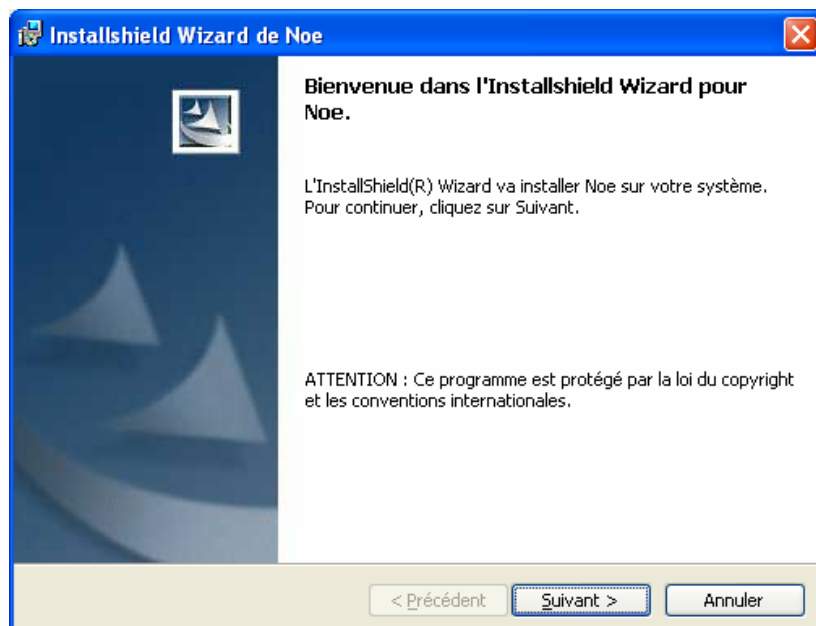 Installshield Wizard de Noe
Bienvenue dans l'Installshield Wizard pour
Noe.
L'InstallShield(R) Wizard va installer Noe sur votre système.
Pour continuer, cliquez sur Suivant.
ATTENTION : Ce programme est protégé par la loi du copyright
et les conventions internationales.
< Précédent
Suivant >
Annuler